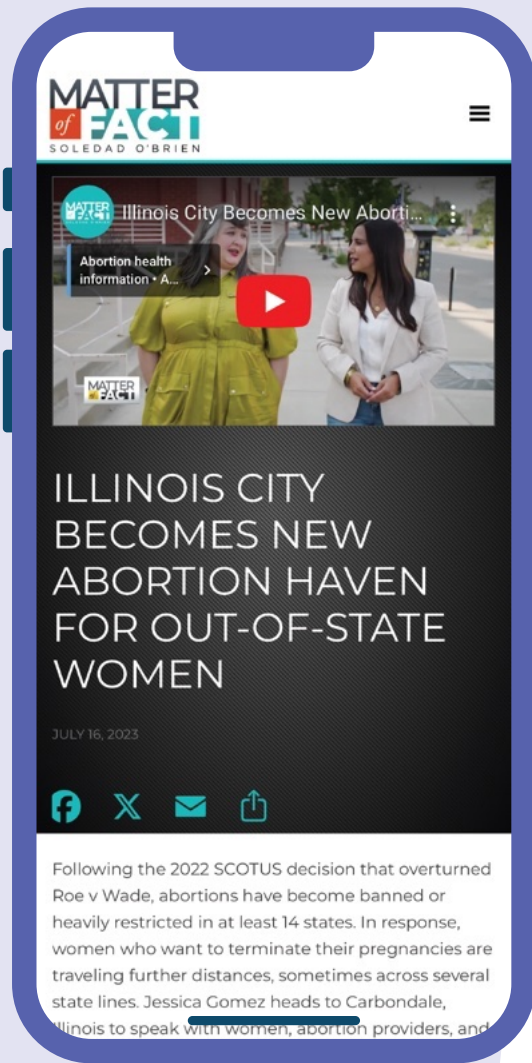 MATTER
of FACT
SOLEDAD O'BRIEN
MATTER
of FACT
Illinois City Becomes New Aborti...
Abortion health
information • A...
MATTER
of FACT
ILLINOIS CITY
BECOMES NEW
ABORTION HAVEN
FOR OUT-OF-STATE
WOMEN
JULY 16, 2023
Following the 2022 SCOTUS decision that overturned
Roe v Wade, abortions have become banned or
heavily restricted in at least 14 states. In response,
women who want to terminate their pregnancies are
traveling further distances, sometimes across several
state lines. Jessica Gomez heads to Carbondale,
Illinois to speak with women, abortion providers, and